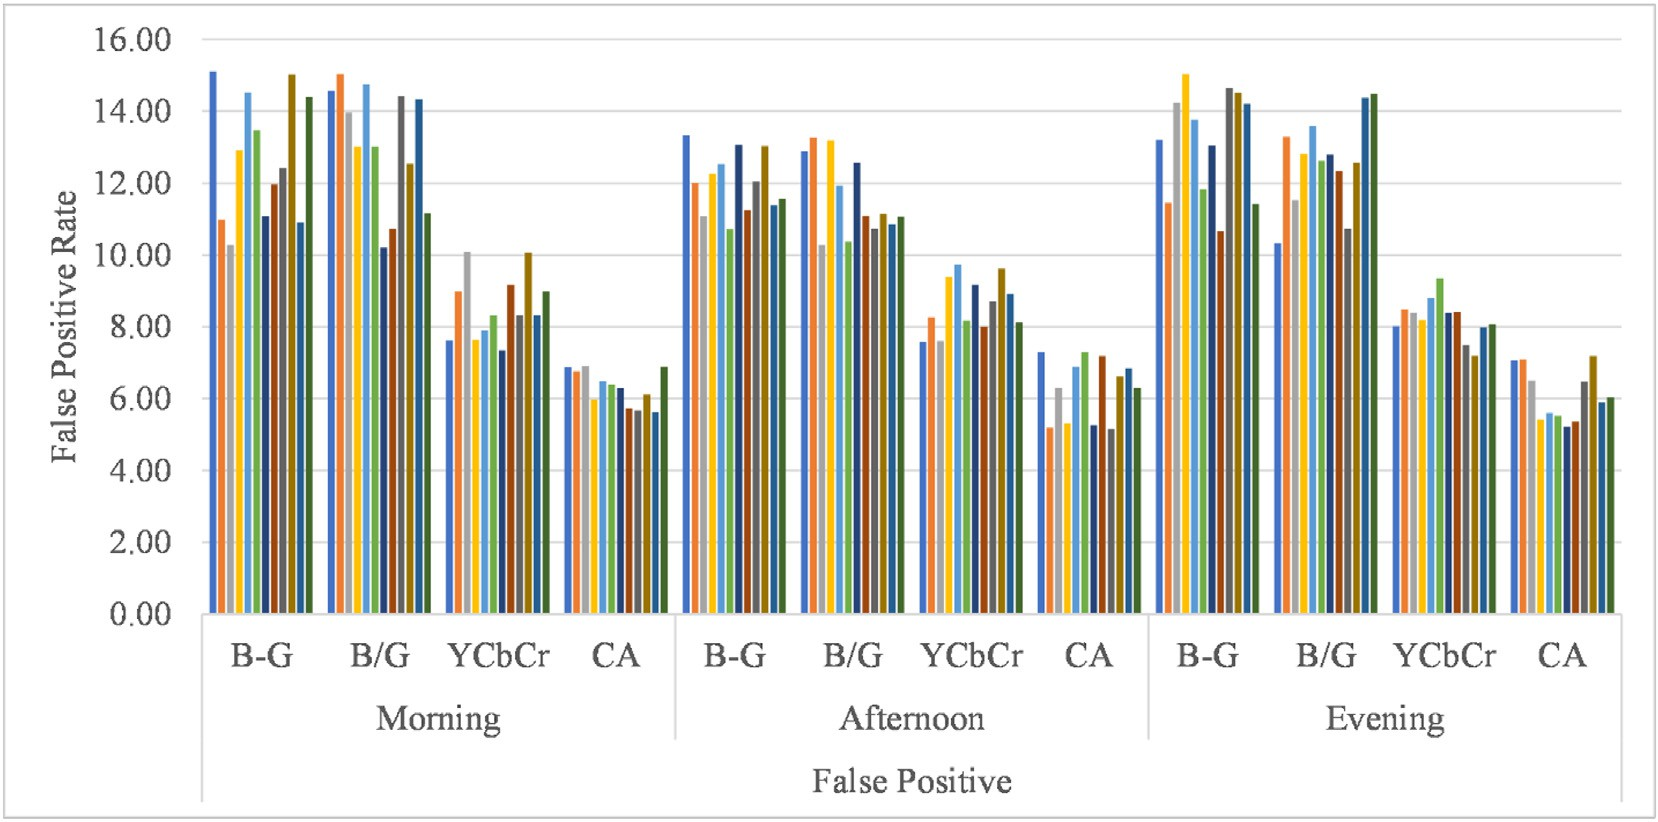 16.00
14.00
12.00
10.00
8.00
6.00
4.00
2.00
0.00
False Positive Rate
B-G B/G YCbCr CA B-G B/G YCbCr CA B-G B/G YCbCr CA
Morning Afternoon Evening
False Positive